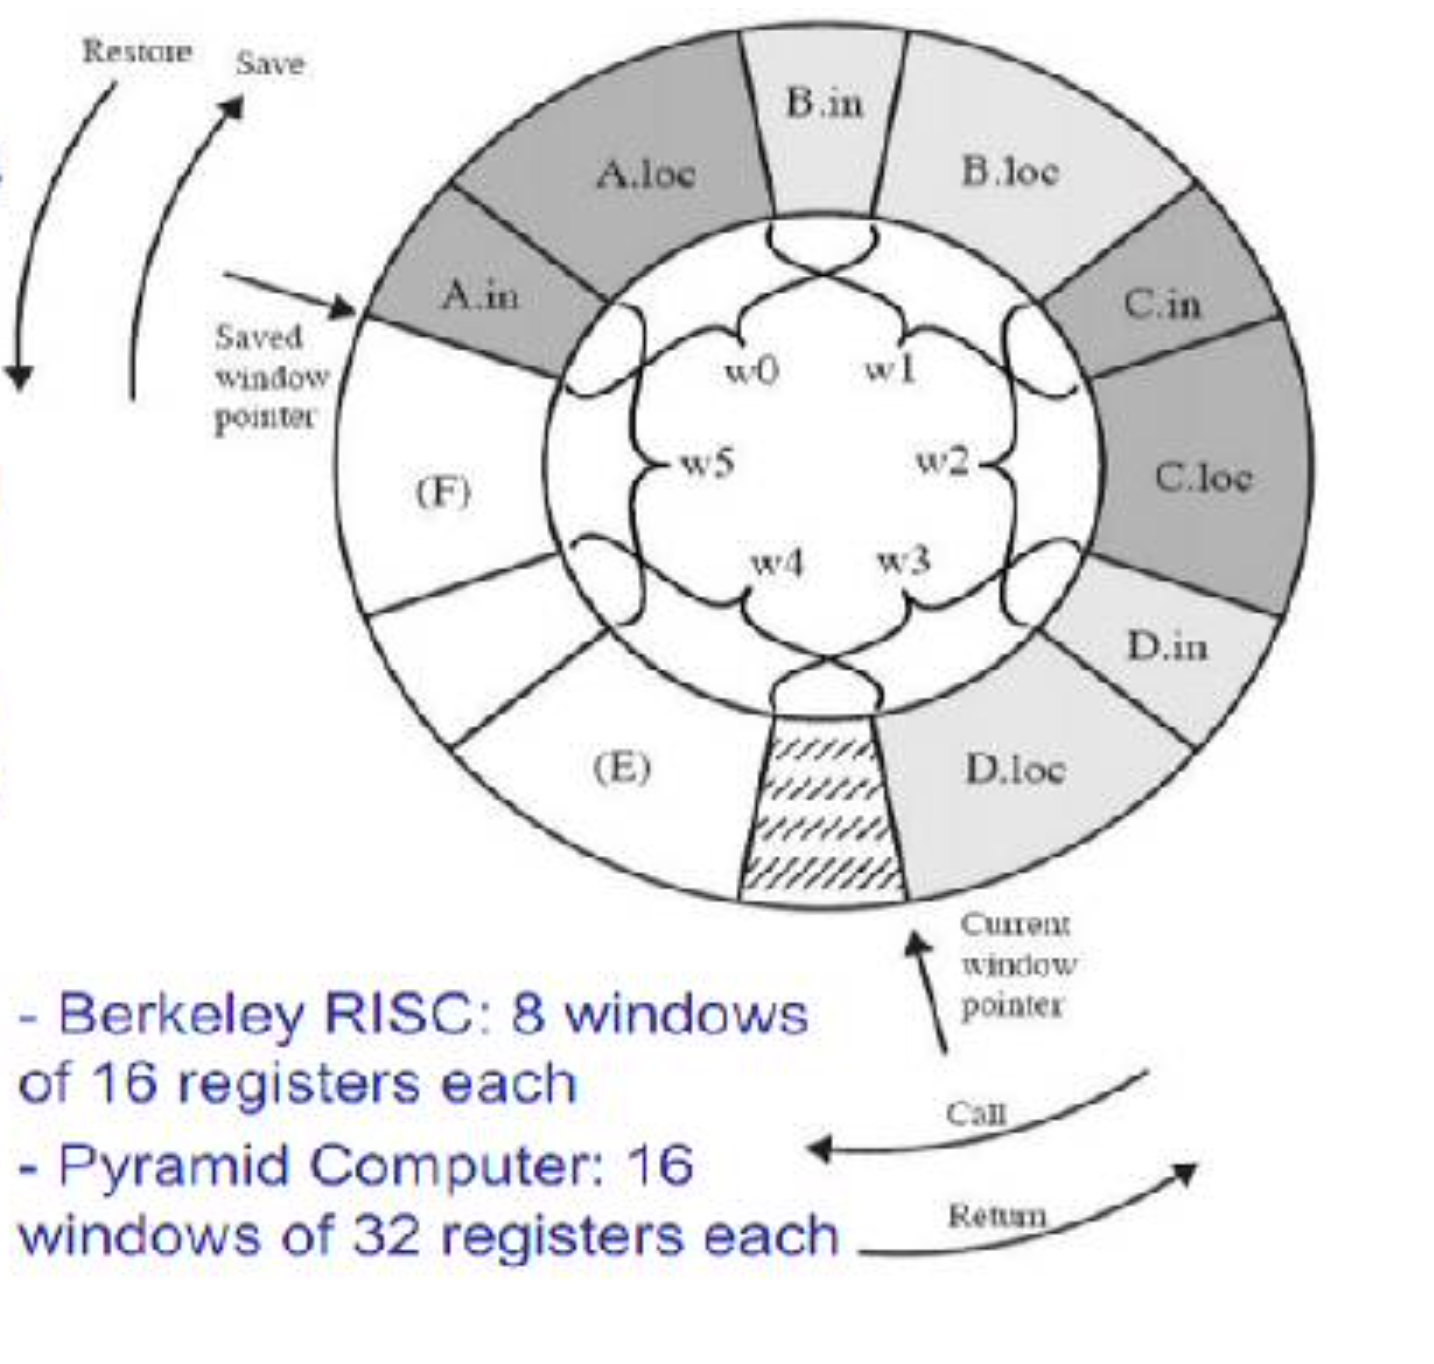 Restore
Save
B.in
A.loc
B.loc
A.in
C.in
Saved
window
pointer
w0
w1
(F)
w5
w2
C.loc
w4
w3
D.in
(E)
D.loc
Current
window
pointer
- Berkeley RISC: 8 windows
of 16 registers each
Call
- Pyramid Computer: 16
windows of 32 registers each
Return